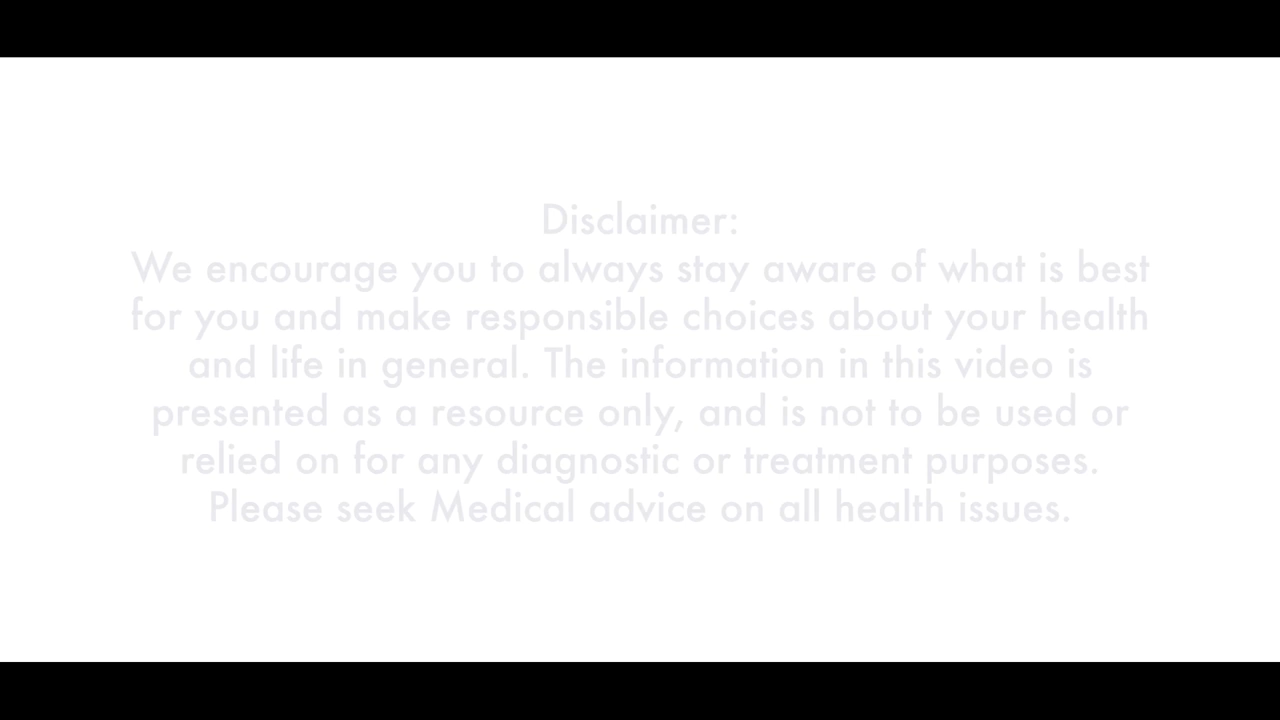 Disclaimer:
We encourage you to always stay aware of what is best
for you and make responsible choices about your health
and life in general. The information in this video is
presented as a resource only, and is not to be used or
relied on for any diagnostic or treatment purposes.
Please seek Medical advice on all health issues.